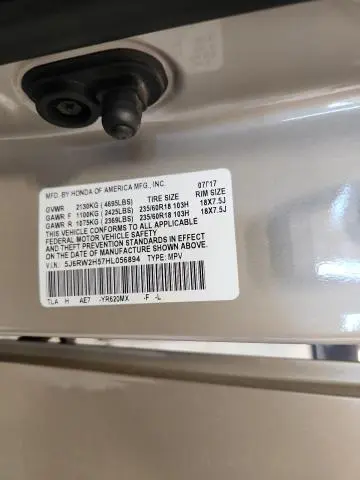 MFD. BY HONDA OF AMERICA MFG., INC. 07/17
GVWR 2130KG ( 4695LBS) TIRE SIZE RIM SIZE
GAWR F 1100KG ( 2425LBS) 235/60R18 103H 18X7.5J
GAWR R 1075KG ( 2369LBS) 235/60R18 103H 18X7.5J
THIS VEHICLE CONFORMS TO ALL APPLICABLE
FEDERAL MOTOR VEHICLE SAFETY
AND THEFT PREVENTION STANDARDS IN EFFECT
ON THE DATE OF MANUFACTURE SHOWN ABOVE.
V.I.N.: 5J6RW2H57HL056894 TYPE: MPV
TLA H AE7 -YR620MX -F -L